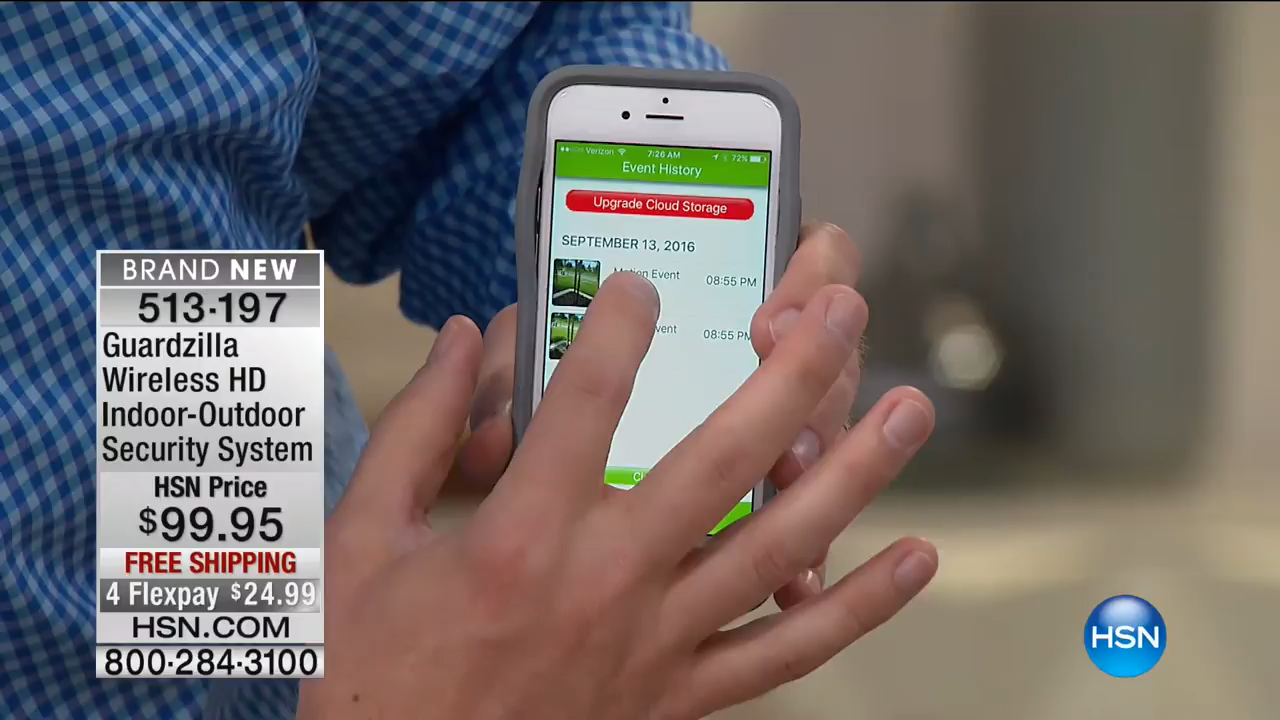 BRAND NEW
513-197
Guardzilla
Wireless HD
Indoor-Outdoor
Security System
HSN Price
$99.95
FREE SHIPPING
4 Flexpay $24.99
HSN.COM
800-284-3100
Verizon 7:26 AM 72%
Event History
Upgrade Cloud Storage
SEPTEMBER 13, 2016
Motion Event 08:55 PM
08:55 PM
HSN